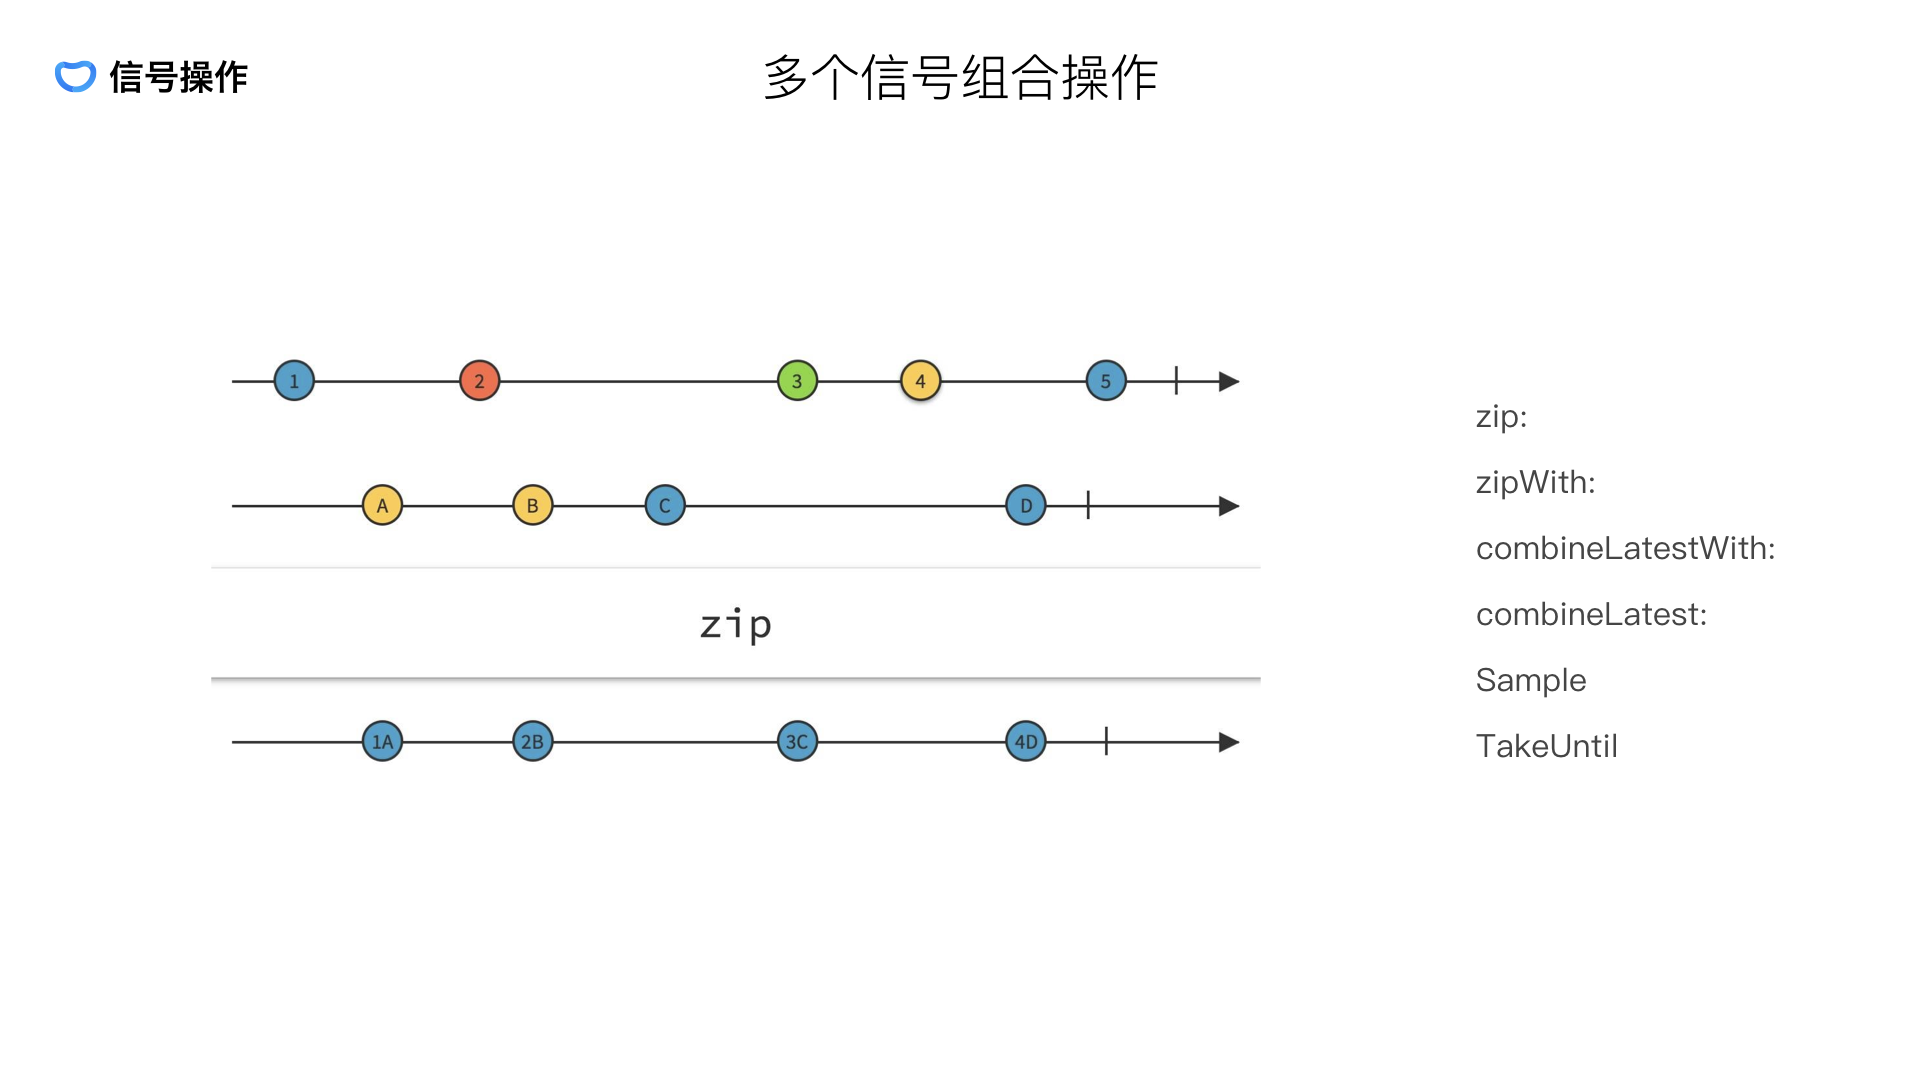 信号操作
多个信号组合操作
1 2 3 4 5
A B C D
zip
1A 2B 3C 4D
zip:
zipWith:
combineLatestWith:
combineLatest:
Sample
TakeUntil